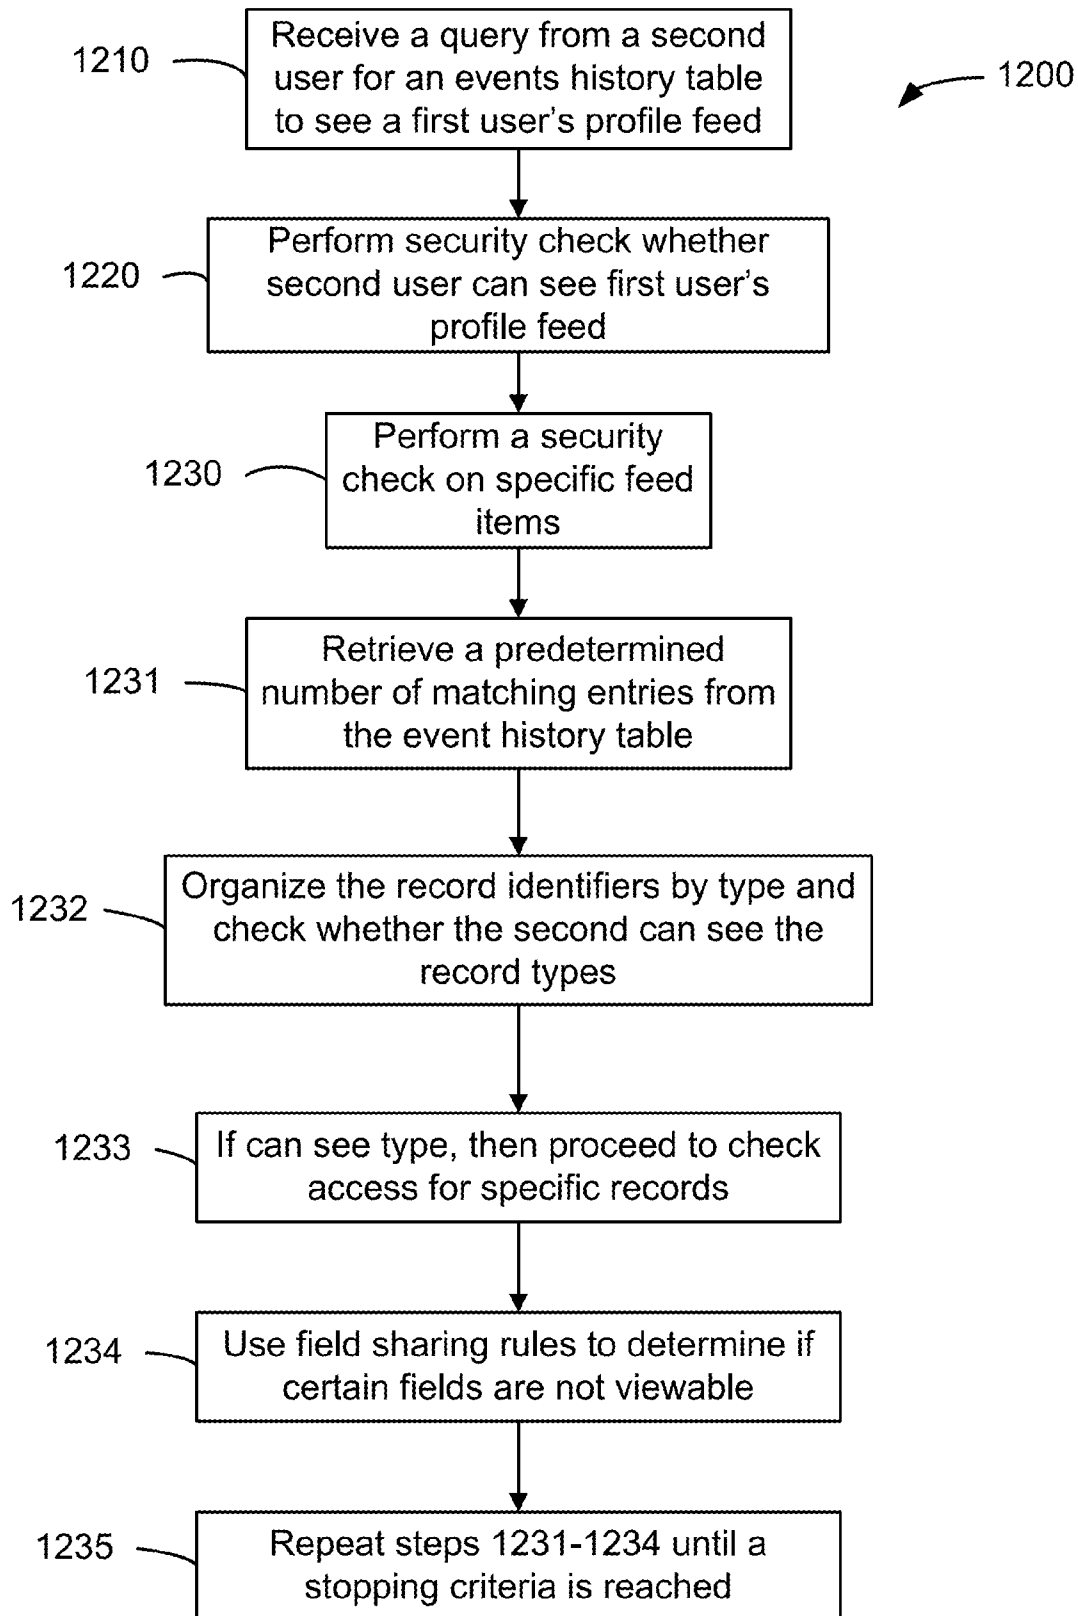 1200
1210
Receive a query from a second
user for an events history table
to see a first user's profile feed
1220
Perform security check whether
second user can see first user's
profile feed
1230
Perform a security
check on specific feed
items
1231
Retrieve a predetermined
number of matching entries from
the event history table
1232
Organize the record identifiers by type and
check whether the second can see the
record types
1233
If can see type, then proceed to check
access for specific records
1234
Use field sharing rules to determine if
certain fields are not viewable
1235
Repeat steps 1231-1234 until a
stopping criteria is reached